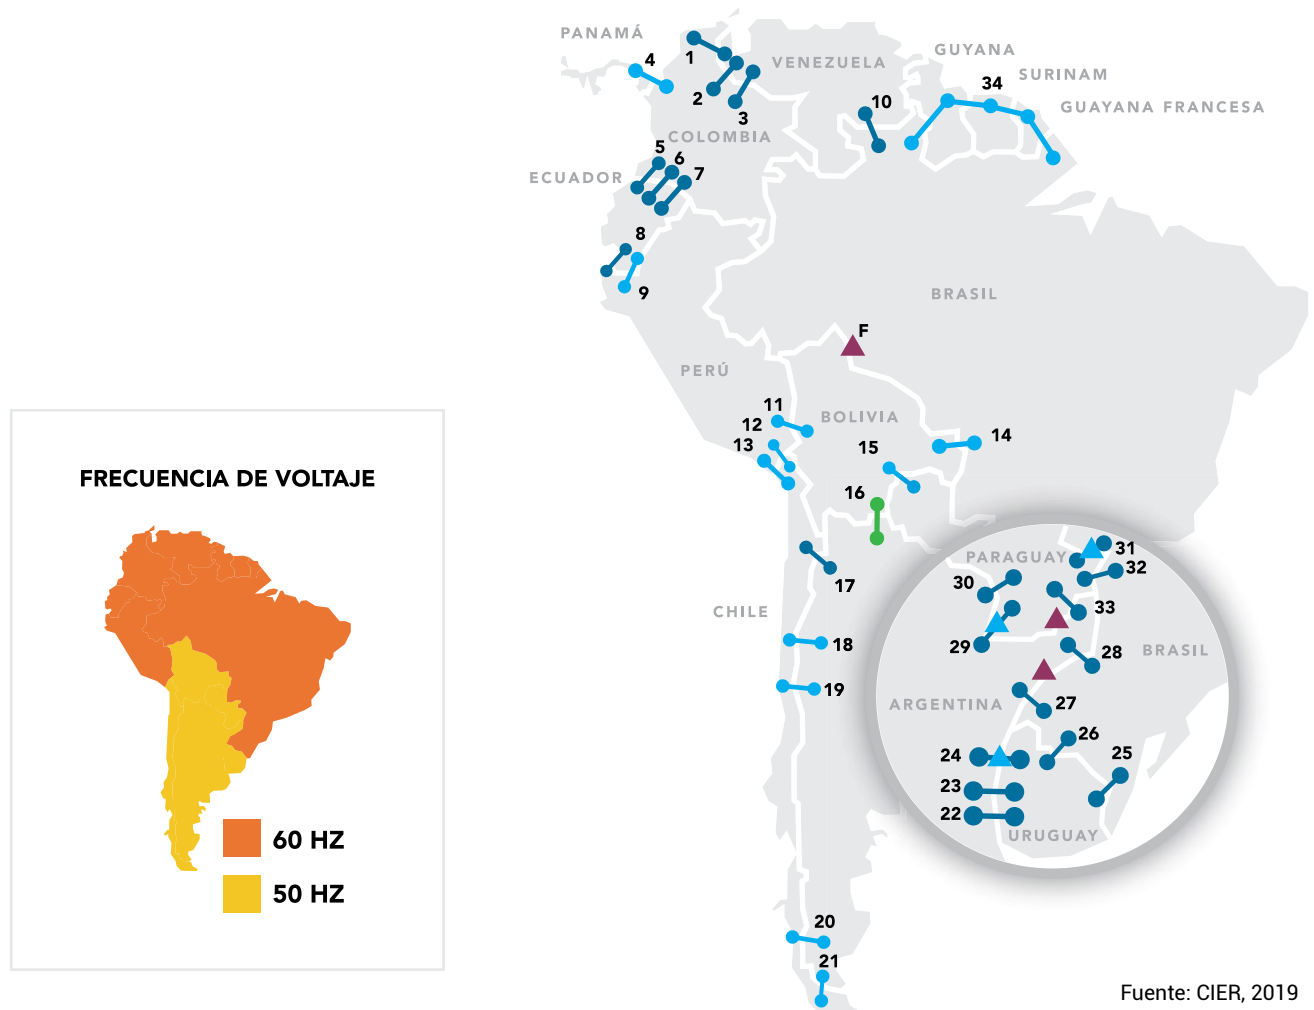 PANAMÁ
4
1
VENEZUELA
GUYANA
34
SURINAM
GUAYANA FRANCESA
2
3
10
COLOMBIA
5
6
7
ECUADOR
8
9
BRASIL
F
PERÚ
11
12
13
BOLIVIA
14
15
16
17
CHILE
18
19
PARAGUAY
31
32
30
33
29
28
BRASIL
ARGENTINA
27
26
25
24
23
22
URUGUAY
20
21
FRECUENCIA DE VOLTAJE
60 HZ
50 HZ
Fuente: CIER, 2019